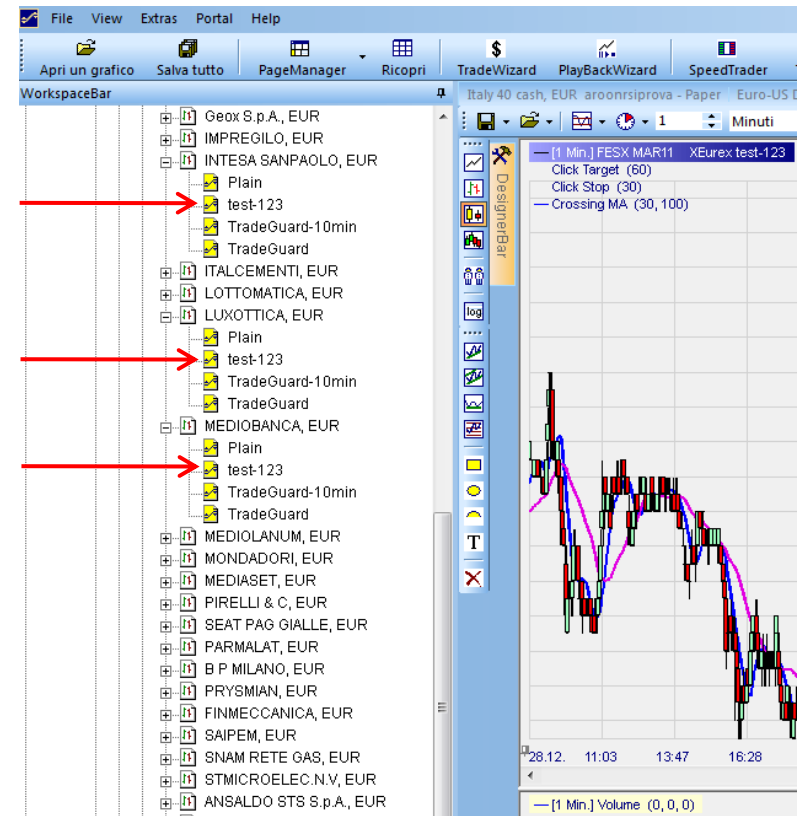 File View Extras Portal Help
Apri un grafico Salva tutto PageManager Ricopri TradeWizard PlayBackWizard SpeedTrader
WorkspaceBar
Geox S.p.A., EUR
IMPREGILO, EUR
INTESA SANPAOLO, EUR
Plain
test-123
TradeGuard-10min
TradeGuard
ITALCEMENTI, EUR
LOTTOMATICA, EUR
LUXOTTICA, EUR
Plain
test-123
TradeGuard-10min
TradeGuard
MEDIOBANCA, EUR
Plain
test-123
TradeGuard-10min
TradeGuard
MEDIOLANUM, EUR
MONDADORI, EUR
MEDIASET, EUR
PIRELLI & C, EUR
SEAT PAG GIALLE, EUR
PARMALAT, EUR
B P MILANO, EUR
PRYSMIAN, EUR
FINMECCANICA, EUR
SAIPEM, EUR
SNAM RETE GAS, EUR
STMICROELEC.N.V, EUR
ANSALDO STS S.p.A., EUR
Italy 40 cash, EUR aroonrsiprova - Paper Euro-US
1 Minuti
DesignerBar
log
T
[1 Min.] FESX MAR11 XEurex test-123
Click Target (60)
Click Stop (30)
Crossing MA (30, 100)
28.12. 11:03 13:47 16:28
[1 Min.] Volume (0, 0, 0)